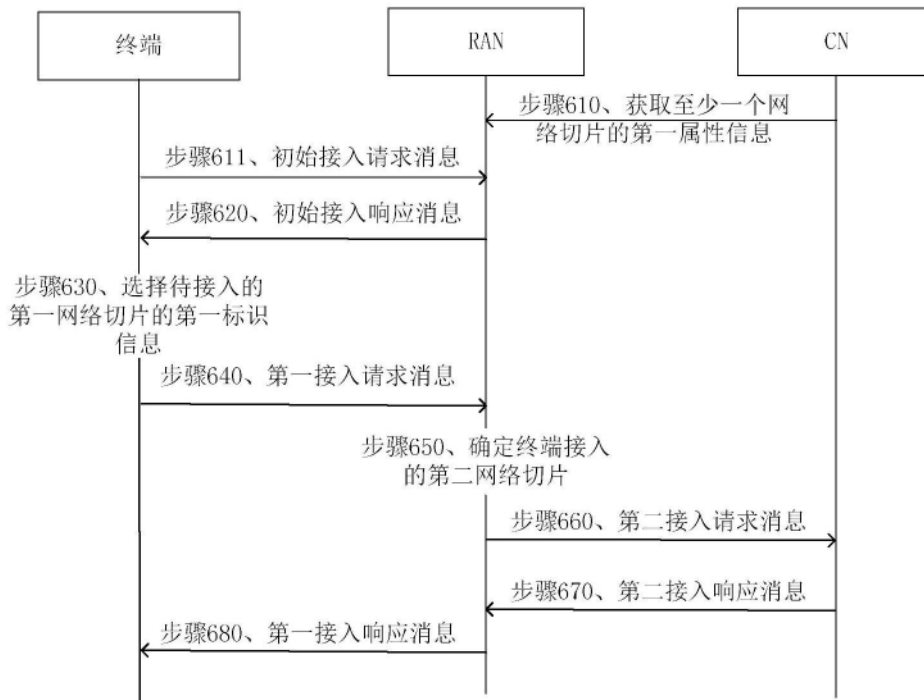 终端
RAN
CN
步骤610、获取至少一个网
络切片的第一属性信息
步骤611、初始接入请求消息
步骤620、初始接入响应消息
步骤630、选择待接入的
第一网络切片的第一标识
信息
步骤640、第一接入请求消息
步骤650、确定终端接入
的第二网络切片
步骤660、第二接入请求消息
步骤670、第二接入响应消息
步骤680、第一接入响应消息